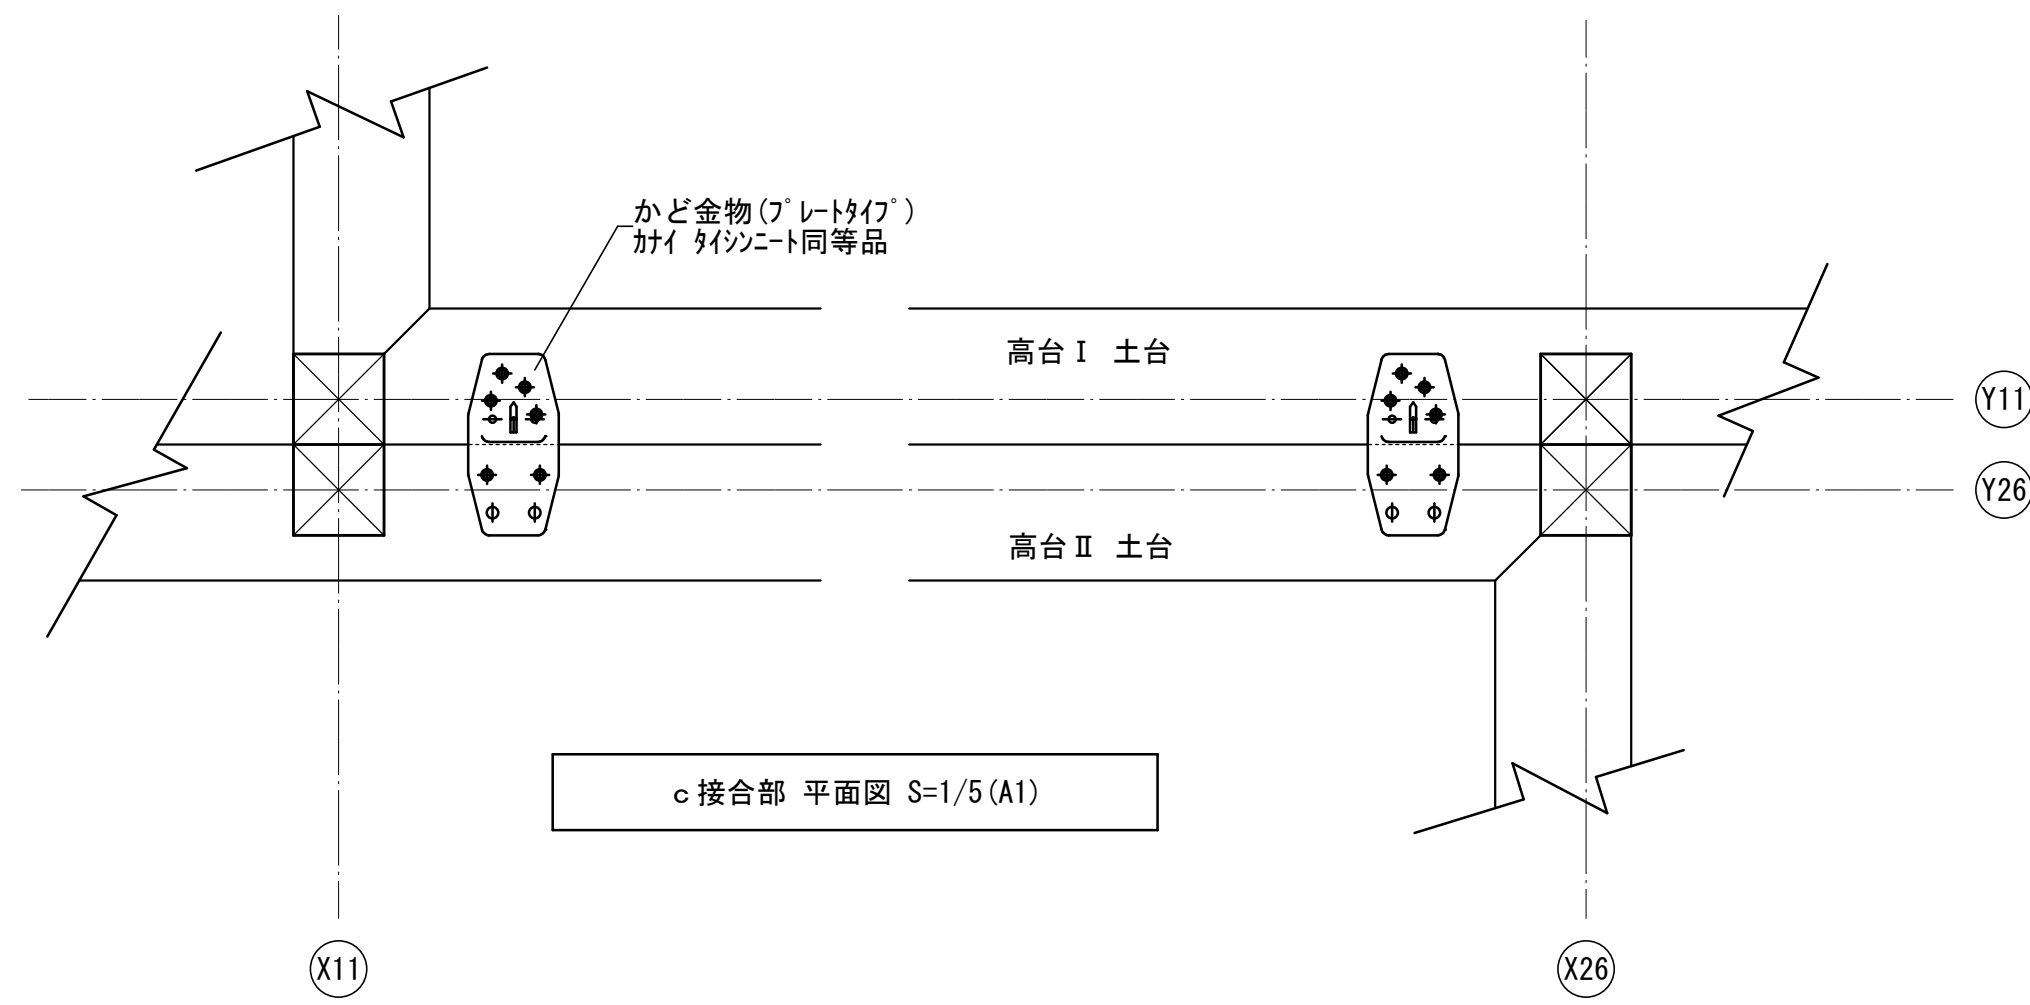 かど金物(ﾌﾟﾚｰﾄﾀｲﾌﾟ)
ｶﾅｲ ﾀｲｼﾝﾆｰﾄ同等品
高台Ⅰ 土台
Y11
Y26
高台Ⅱ 土台
c接合部 平面図 S=1/5(A1)
X11
X26